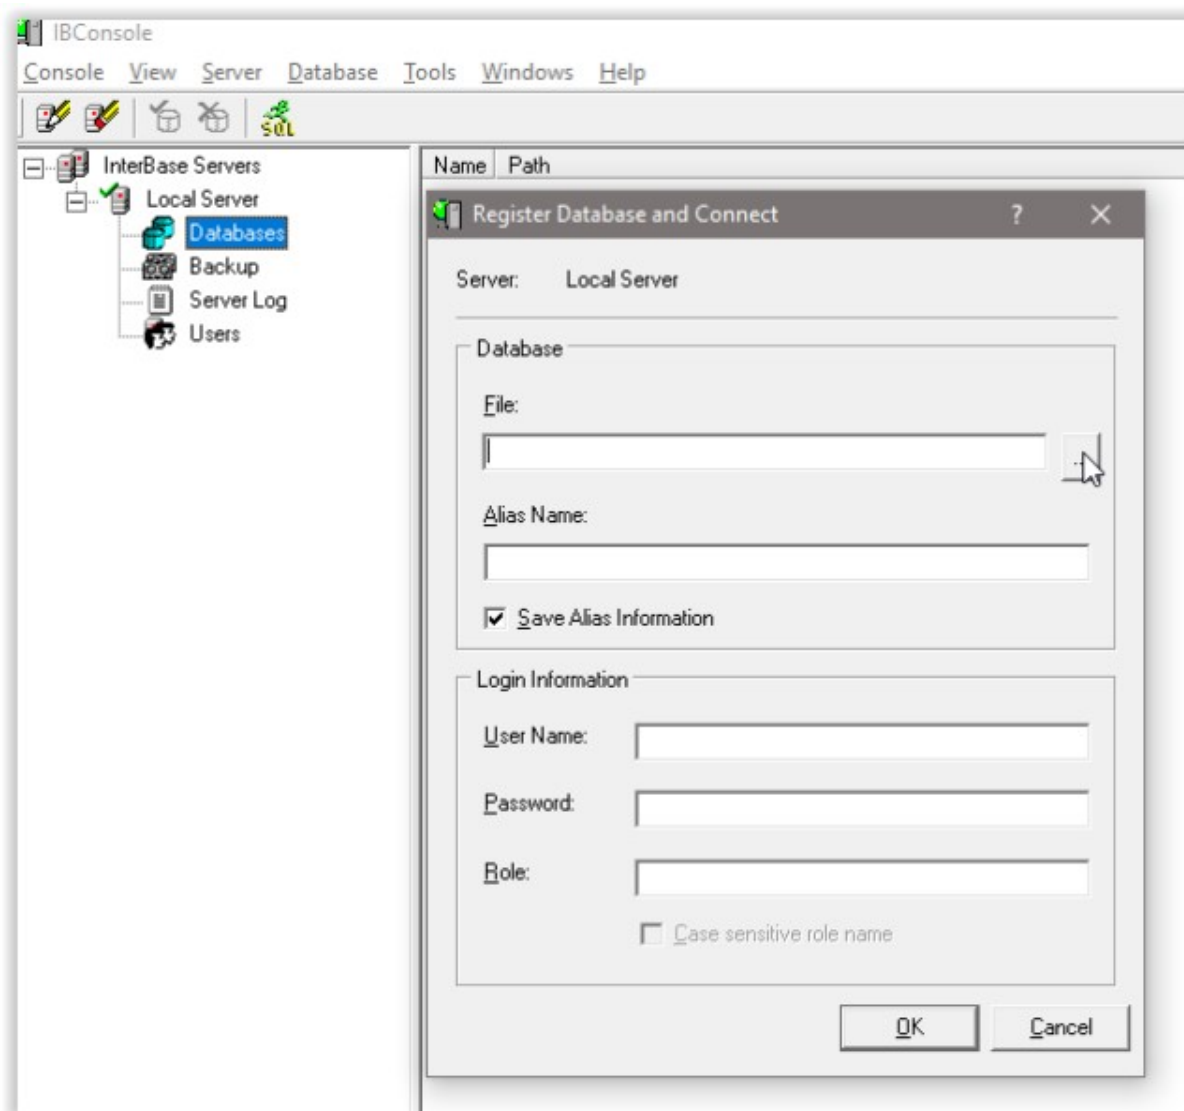 IBConsole
Console View Server Database Tools Windows Help
SQL
InterBase Servers
Local Server
Databases
Backup
Server Log
Users
Name Path
Register Database and Connect ?
Server: Local Server
Database
File:
...
Alias Name:
Save Alias Information
Login Information
User Name:
Password:
Role:
Case sensitive role name
OK Cancel